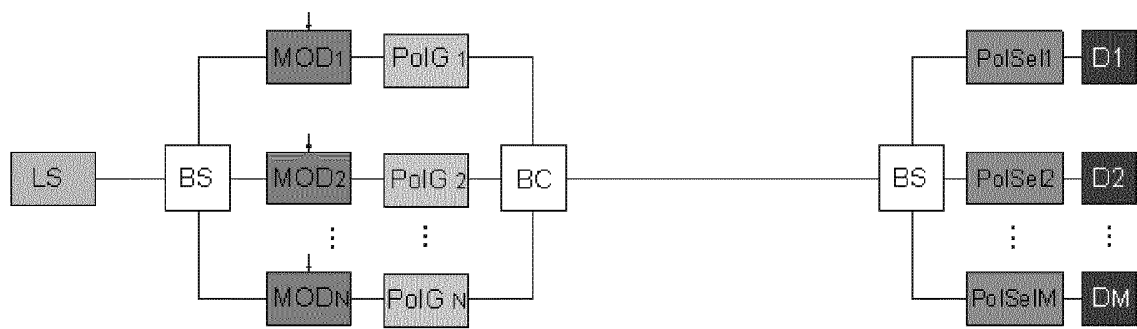 MOD1 PolG 1 PolSel1 D1
LS BS MOD2 PolG 2 BC BS PolSel2 D2
MODN PolG N PolSelM DM